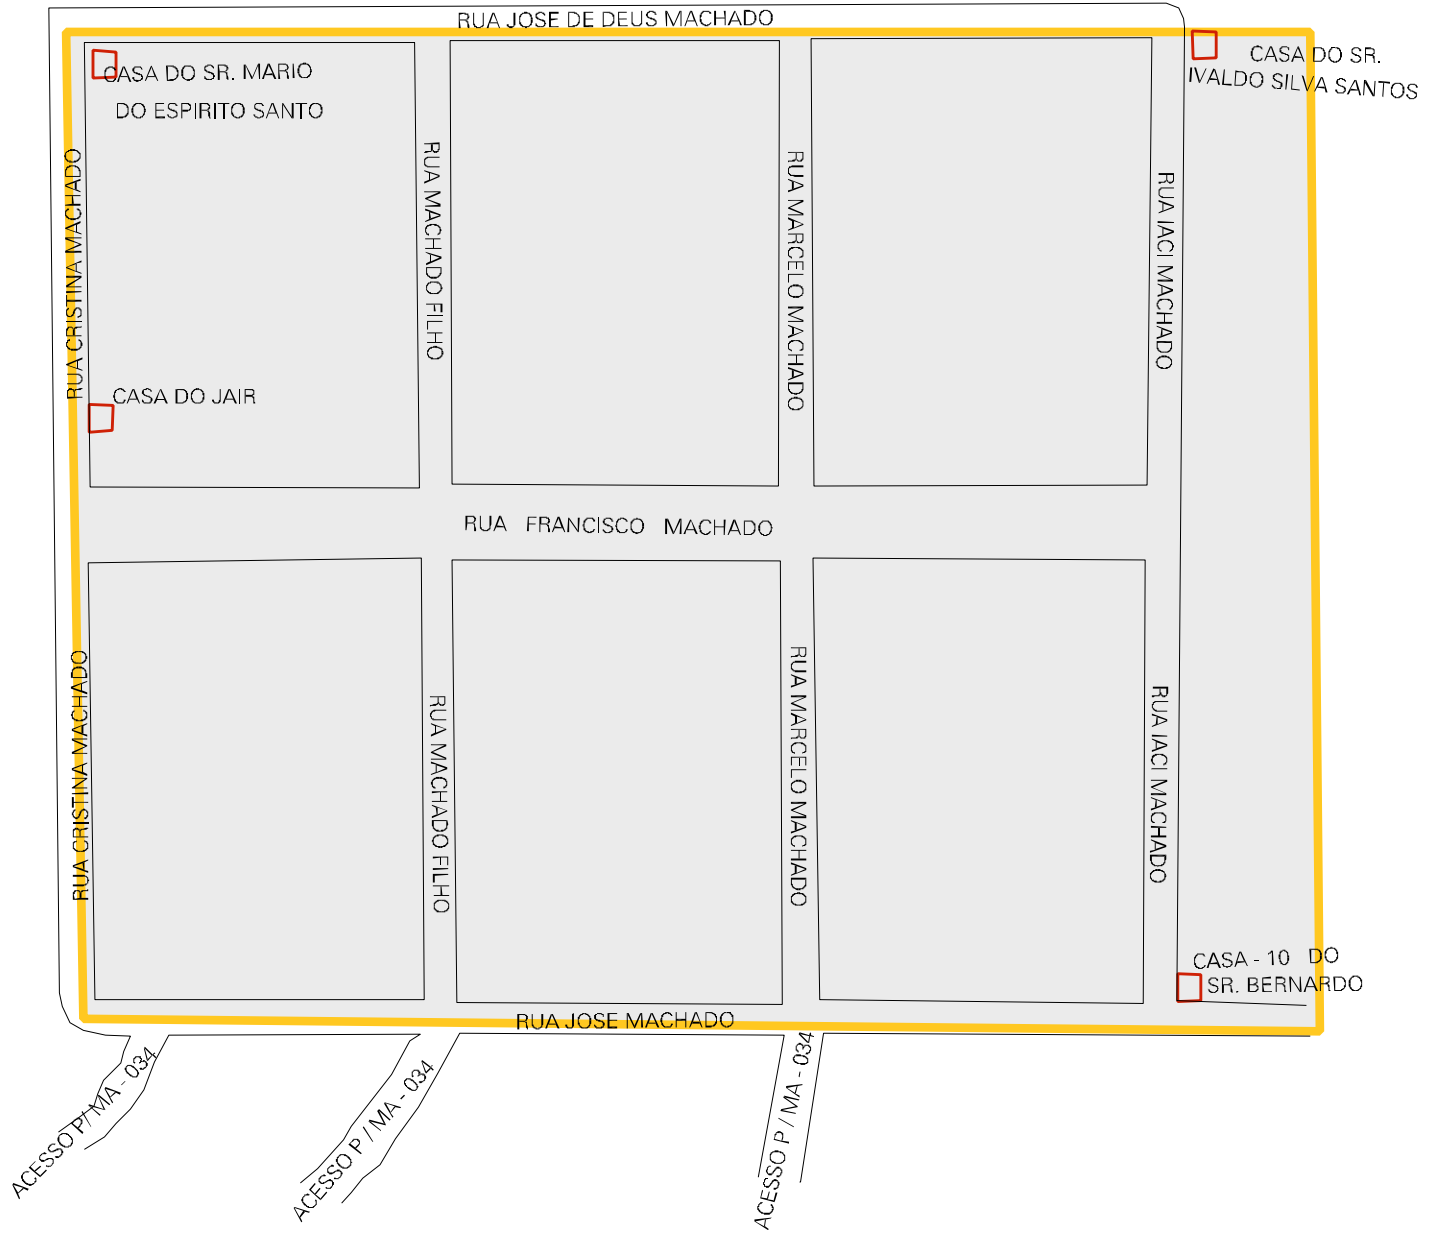 RUA JOSE DE DEUS MACHADO
CASA DO SR. MARIO
DO ESPIRITO SANTO
CASA DO SR.
IVALDO SILVA SANTOS
RUA CRISTINA MACHADO
RUA MACHADO FILHO
RUA MARCELO MACHADO
RUA IACI MACHADO
CASA DO JAIR
RUA FRANCISCO MACHADO
RUA CRISTINA MACHADO
RUA MACHADO FILHO
RUA MARCELO MACHADO
RUA IACI MACHADO
CASA - 10 DO
SR. BERNARDO
RUA JOSE MACHADO
ACESSO P/ MA - 034
ACESSO P / MA - 034
ACESSO P / MA - 034